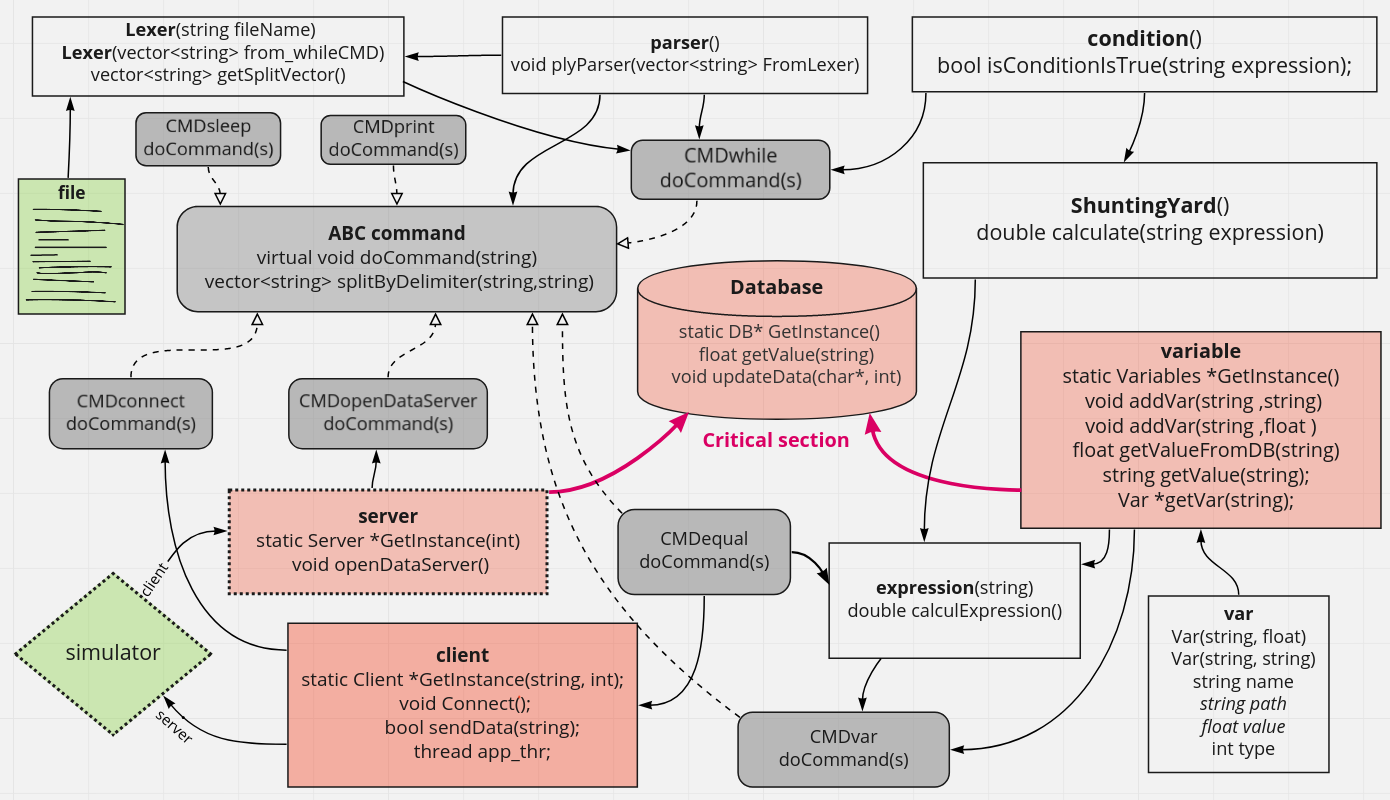 Lexer(string fileName)
Lexer(vector<string> from_whileCMD)
vector<string> getSplitVector()
parser()
void plyParser(vector<string> FromLexer)
condition()
bool isConditionIsTrue(string expression);
CMDsleep
doCommand(s)
CMDprint
doCommand(s)
CMDwhile
doCommand(s)
file
ShuntingYard()
double calculate(string expression)
ABC command
virtual void doCommand(string)
vector<string> splitByDelimiter(string,string)
Database
static DB* GetInstance()
float getValue(string)
void updateData(char*, int)
variable
static Variables *GetInstance()
void addVar(string ,string)
void addVar(string ,float )
float getValueFromDB(string)
string getValue(string);
Var *getVar(string);
CMDconnect
doCommand(s)
CMDopenDataServer
doCommand(s)
Critical section
server
static Server *GetInstance(int)
void openDataServer()
CMDequal
doCommand(s)
expression(string)
double calculExpression()
client
simulator
server
client
static Client *GetInstance(string, int);
void Connect();
bool sendData(string);
thread app_thr;
CMDvar
doCommand(s)
var
Var(string, float)
Var(string, string)
string name
string path
float value
int type